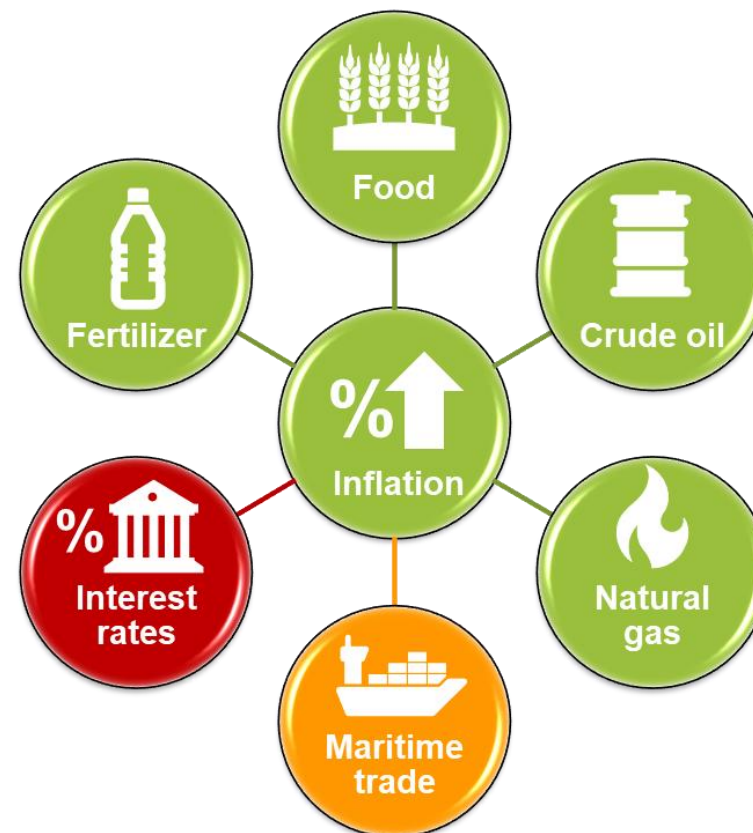 Food
Fertilizer
Crude oil
%
Inflation
%
Interest
rates
Natural
gas
Maritime
trade